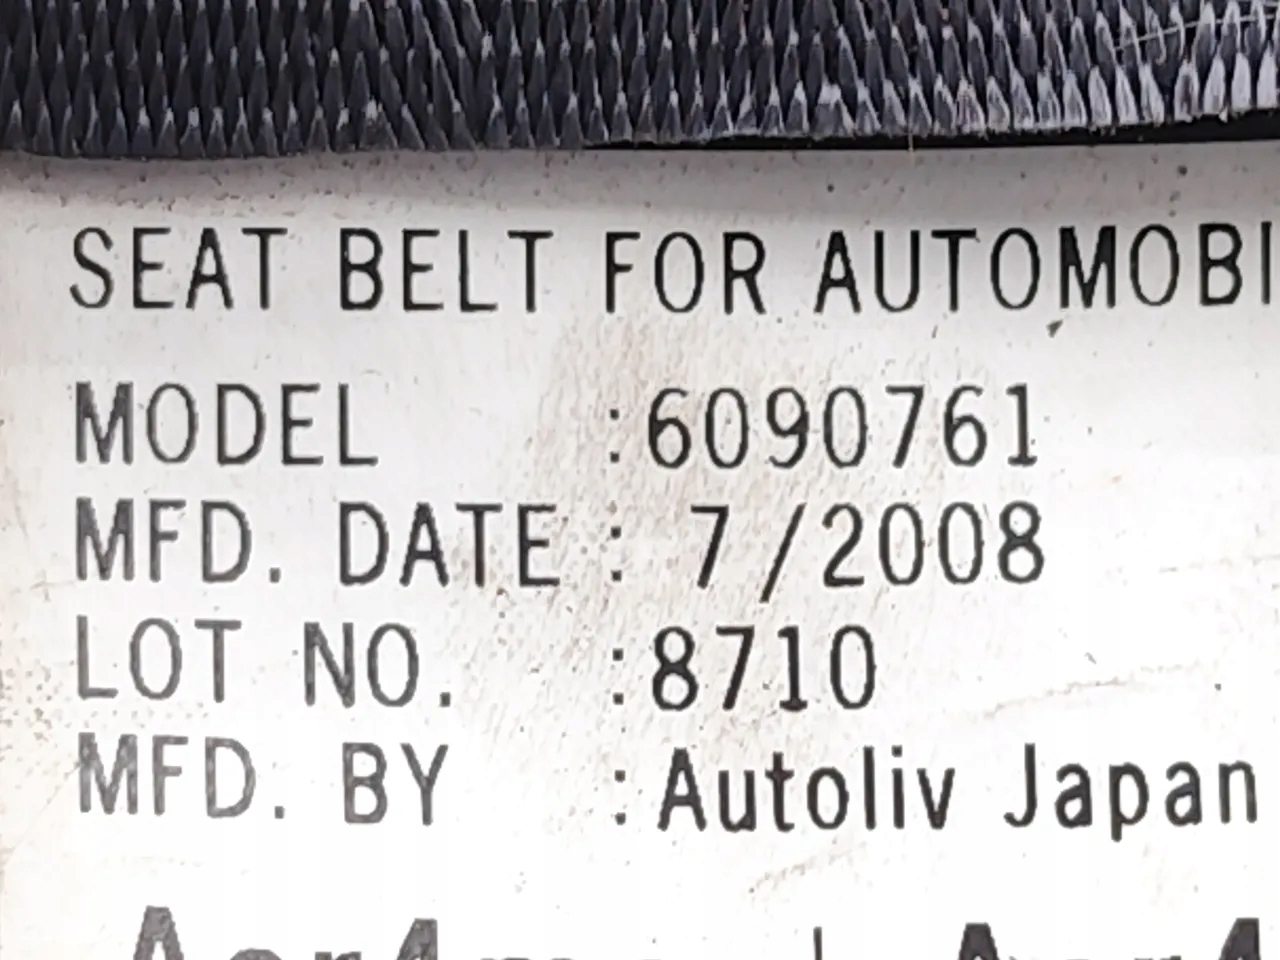 SEAT BELT FOR AUTOMOBI
MODEL :6090761
MFD. DATE : 7 /2008
LOT NO. :8710
MFD. BY :Autoliv Japan